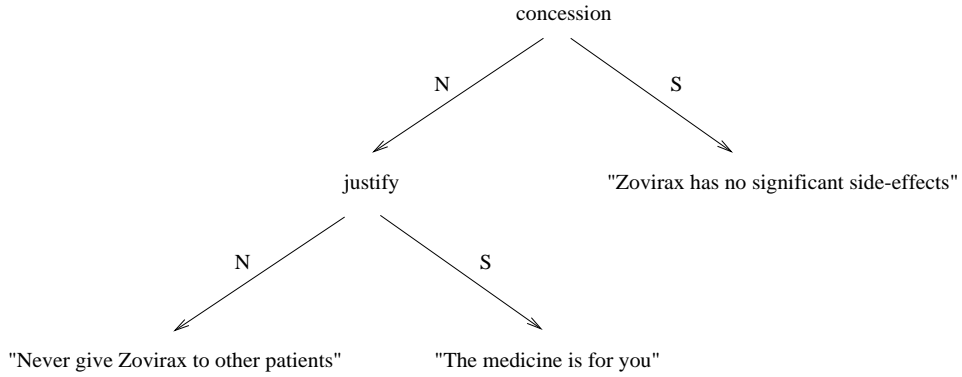 concession
N
S
justify
"Zovirax has no significant side-effects"
N
S
"Never give Zovirax to other patients"
"The medicine is for you"